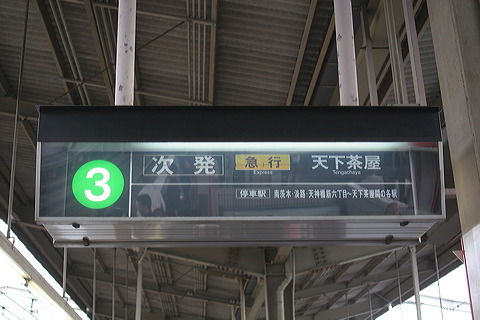 3 次発 急行 天下茶屋
Express Tengachaya
停車駅 南茨木・淡路・天神橋筋六丁目~天下茶屋間の各駅